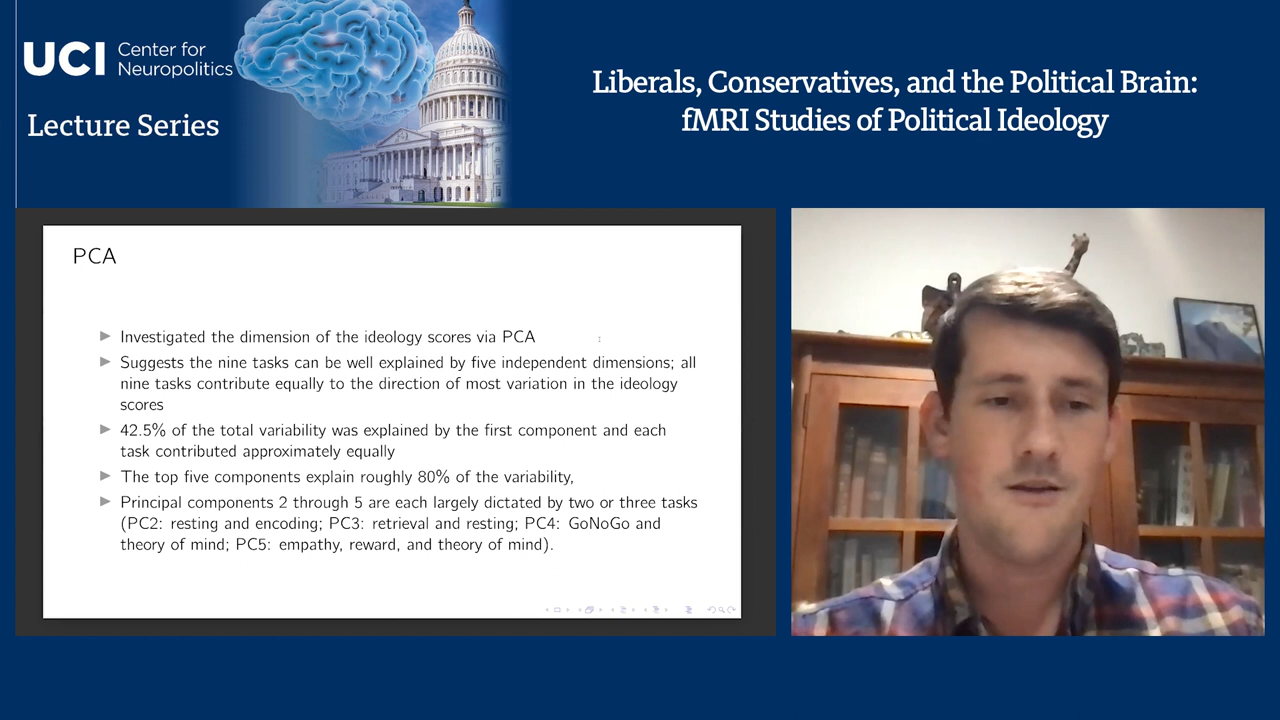 UCI Center for
Neuropolitics
Lecture Series
Liberals, Conservatives, and the Political Brain:
fMRI Studies of Political Ideology
PCA
Investigated the dimension of the ideology scores via PCA
Suggests the nine tasks can be well explained by five independent dimensions; all
nine tasks contribute equally to the direction of most variation in the ideology
scores
42.5% of the total variability was explained by the first component and each
task contributed approximately equally
The top five components explain roughly 80% of the variability,
Principal components 2 through 5 are each largely dictated by two or three tasks
(PC2: resting and encoding; PC3: retrieval and resting; PC4: GoNoGo and
theory of mind; PC5: empathy, reward, and theory of mind).